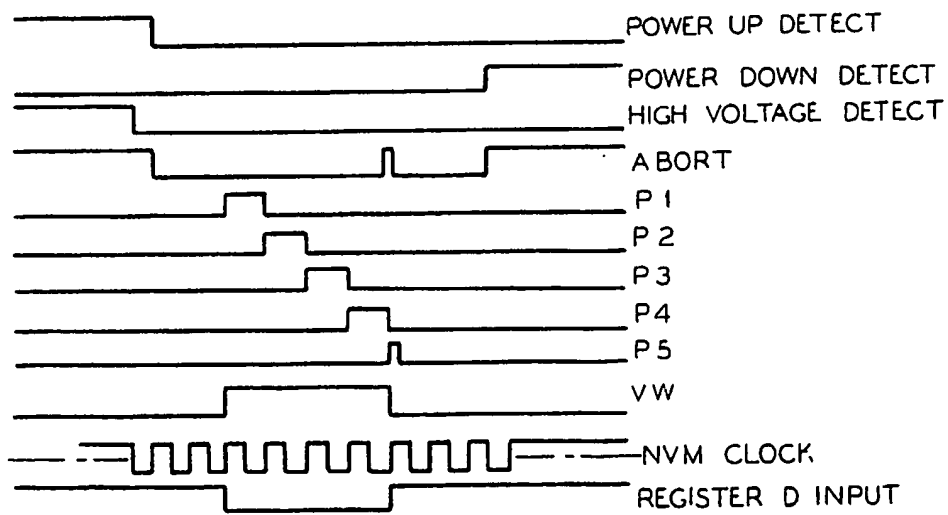 POWER UP DETECT
POWER DOWN DETECT
HIGH VOLTAGE DETECT
ABORT
P1
P2
P3
P4
P5
VW
NVM CLOCK
REGISTER D INPUT